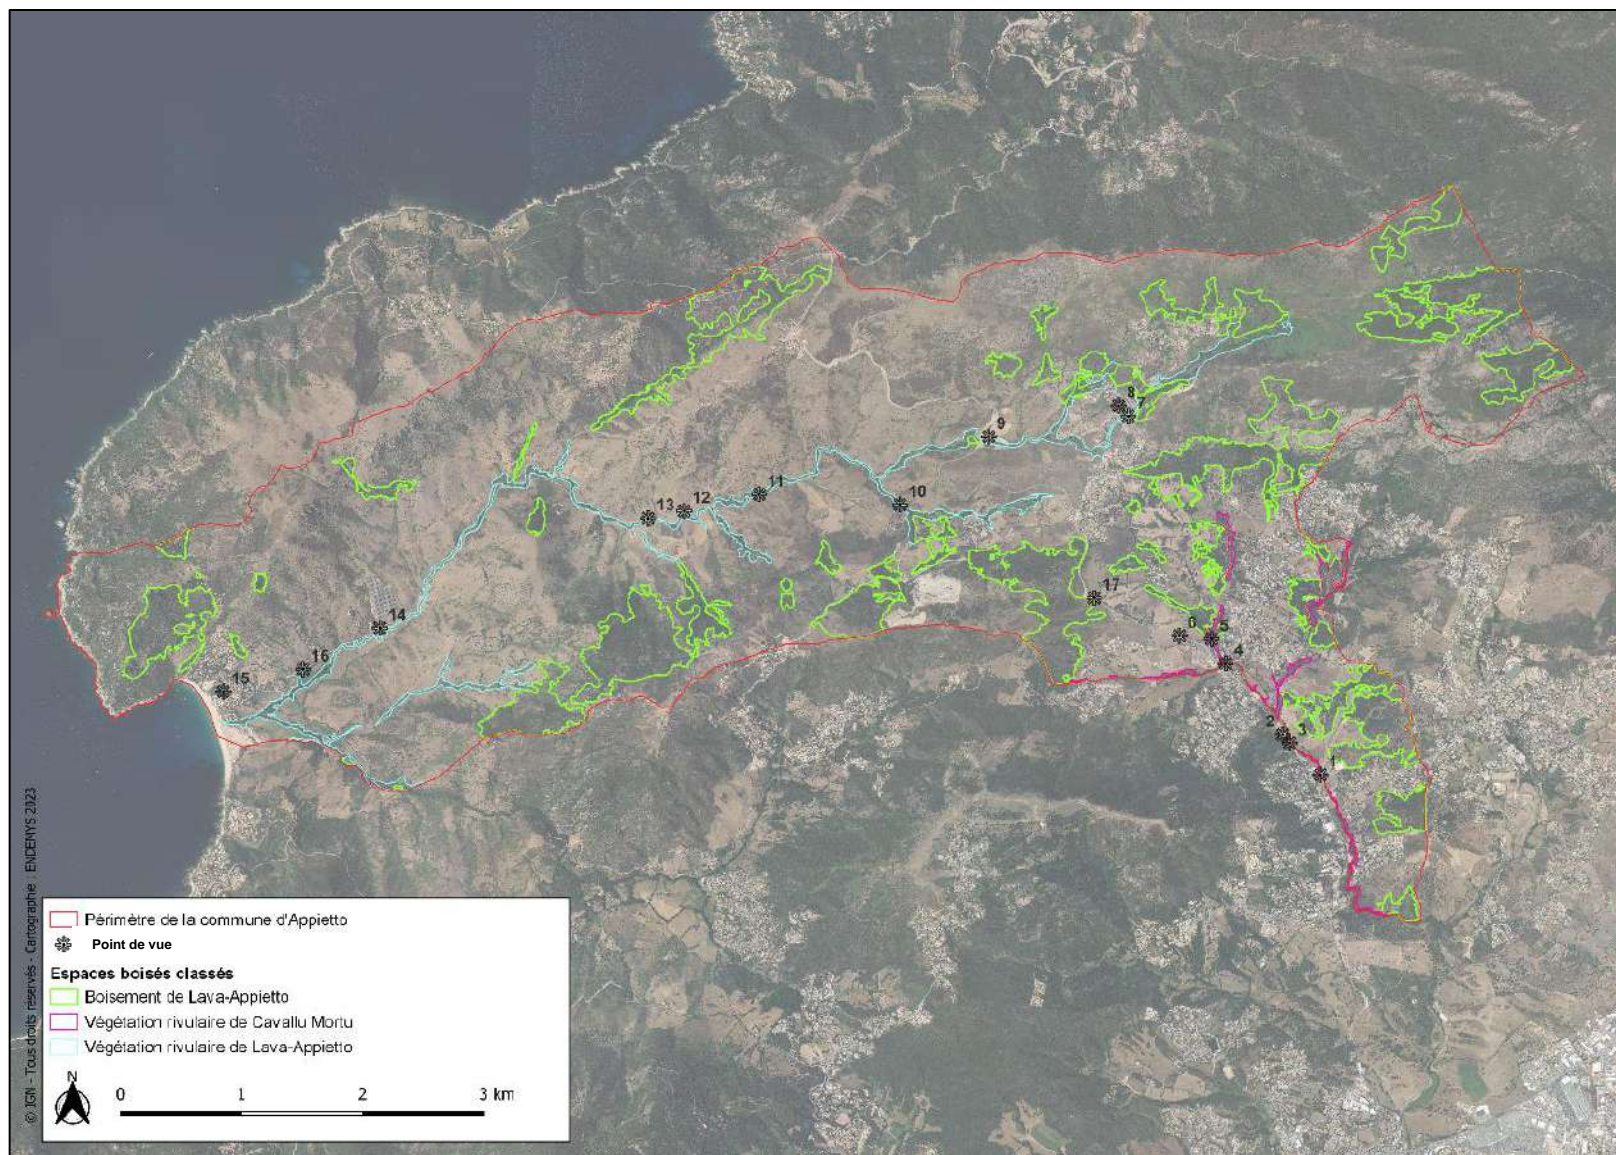 8
7
9
12
11
13
10
17
14
6
5
4
16
15
2
3
1
© IGN - Tous droits réservés - Cartographie : ENDEMYS 2023
Périmètre de la commune d'Appietto
Point de vue
Espaces boisés classés
Boisement de Lava-Appietto
Végétation rivulaire de Cavallu Mortu
Végétation rivulaire de Lava-Appietto
N
0 1 2 3 km